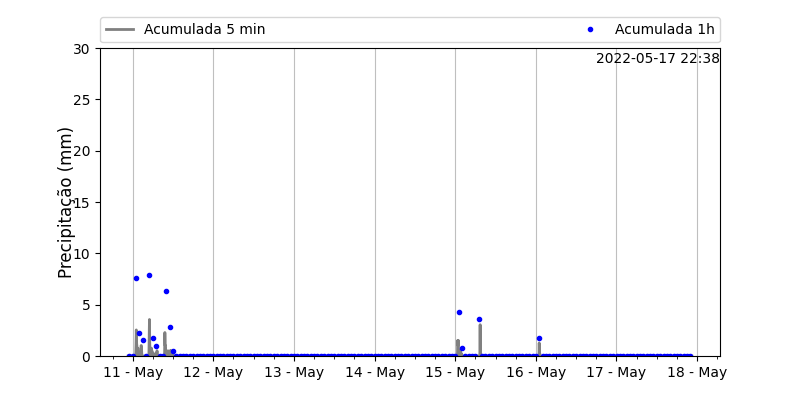 Acumulada 5 min
Acumulada 1h
2022-05-17 22:38
Precipitação (mm)
30
25
20
15
10
5
0
11 - May
12 - May
13 - May
14 - May
15 - May
16 - May
17 - May
18 - May